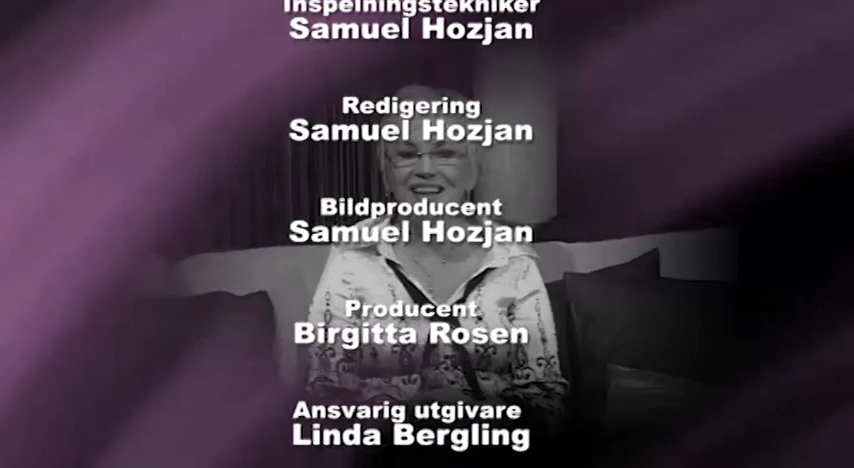 Inspelningstekniker
Samuel Hozjan
Redigering
Samuel Hozjan
Bildproducent
Samuel Hozjan
Producent
Birgitta Rosen
Ansvarig utgivare
Linda Bergling